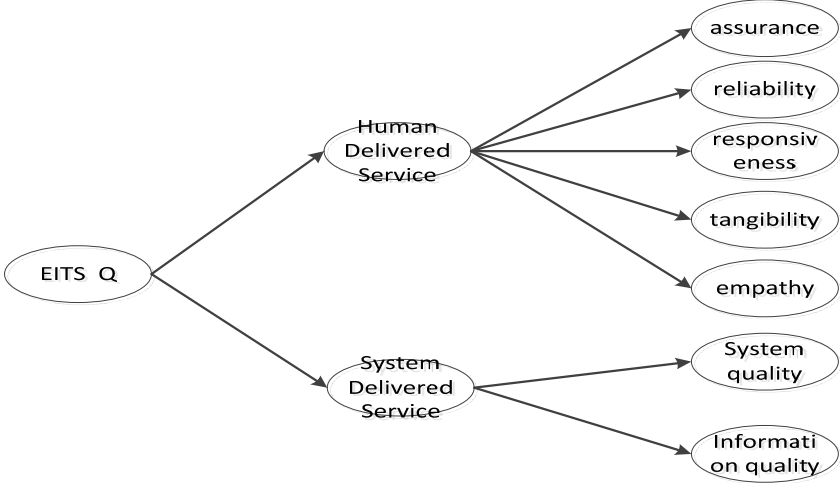 assurance
reliability
Human
Delivered
Service
responsiv
eness
tangibility
EITS Q
empathy
System
Delivered
Service
System
quality
Informati
on quality